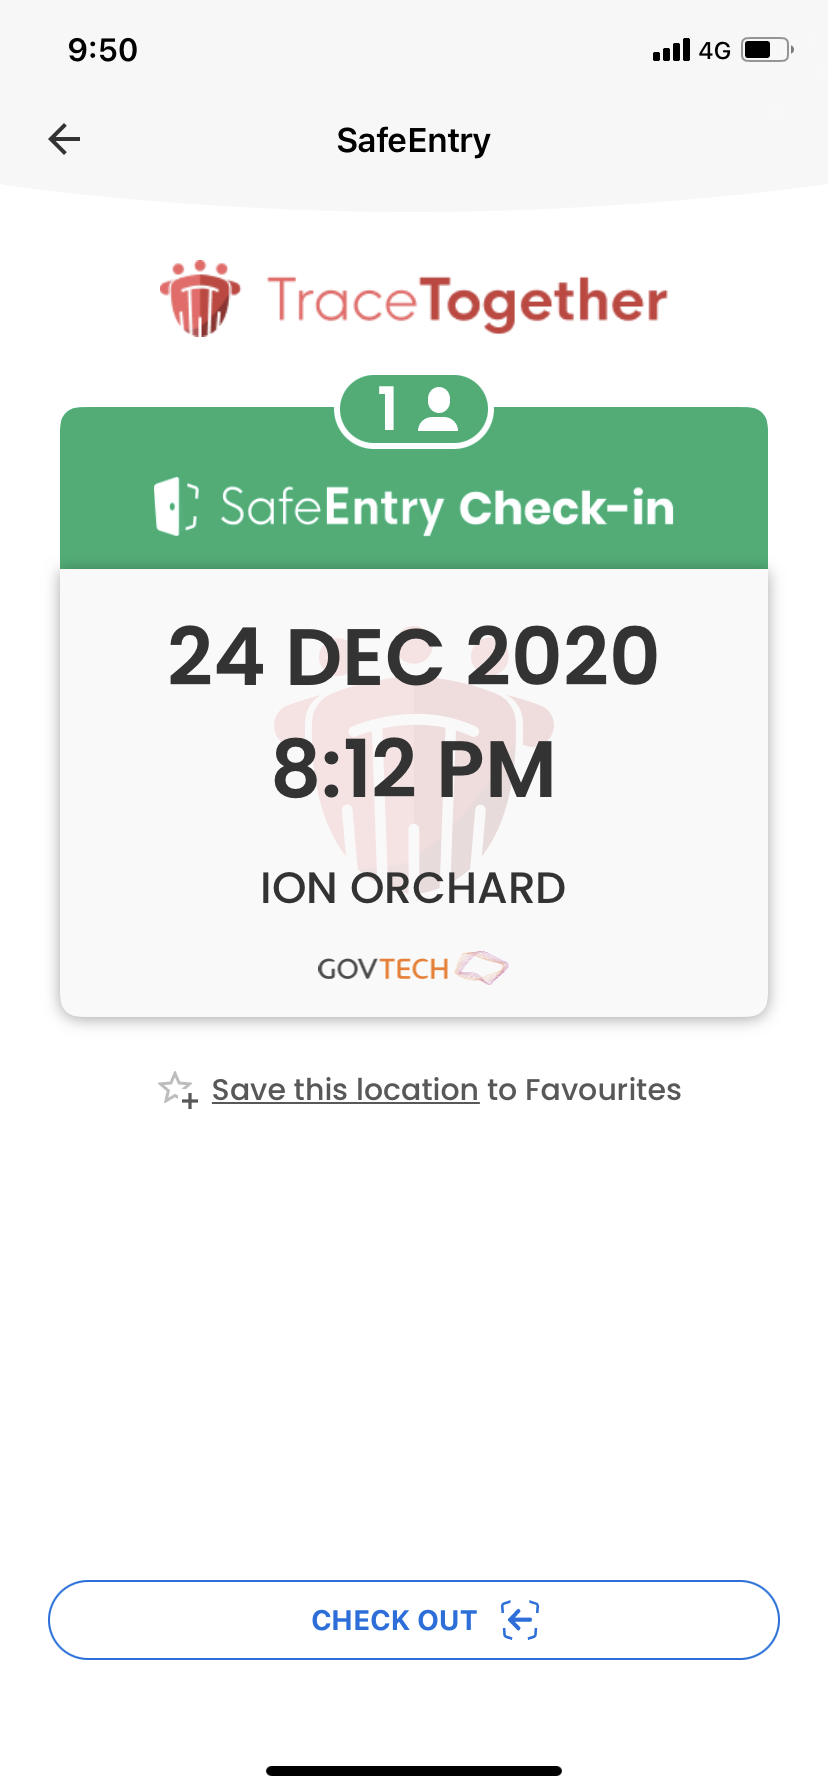 9:50
4G
SafeEntry
TraceTogether
1
SafeEntry Check-in
24 DEC 2020
8:12 PM
ION ORCHARD
GOVTECH
Save this location to Favourites
CHECK OUT